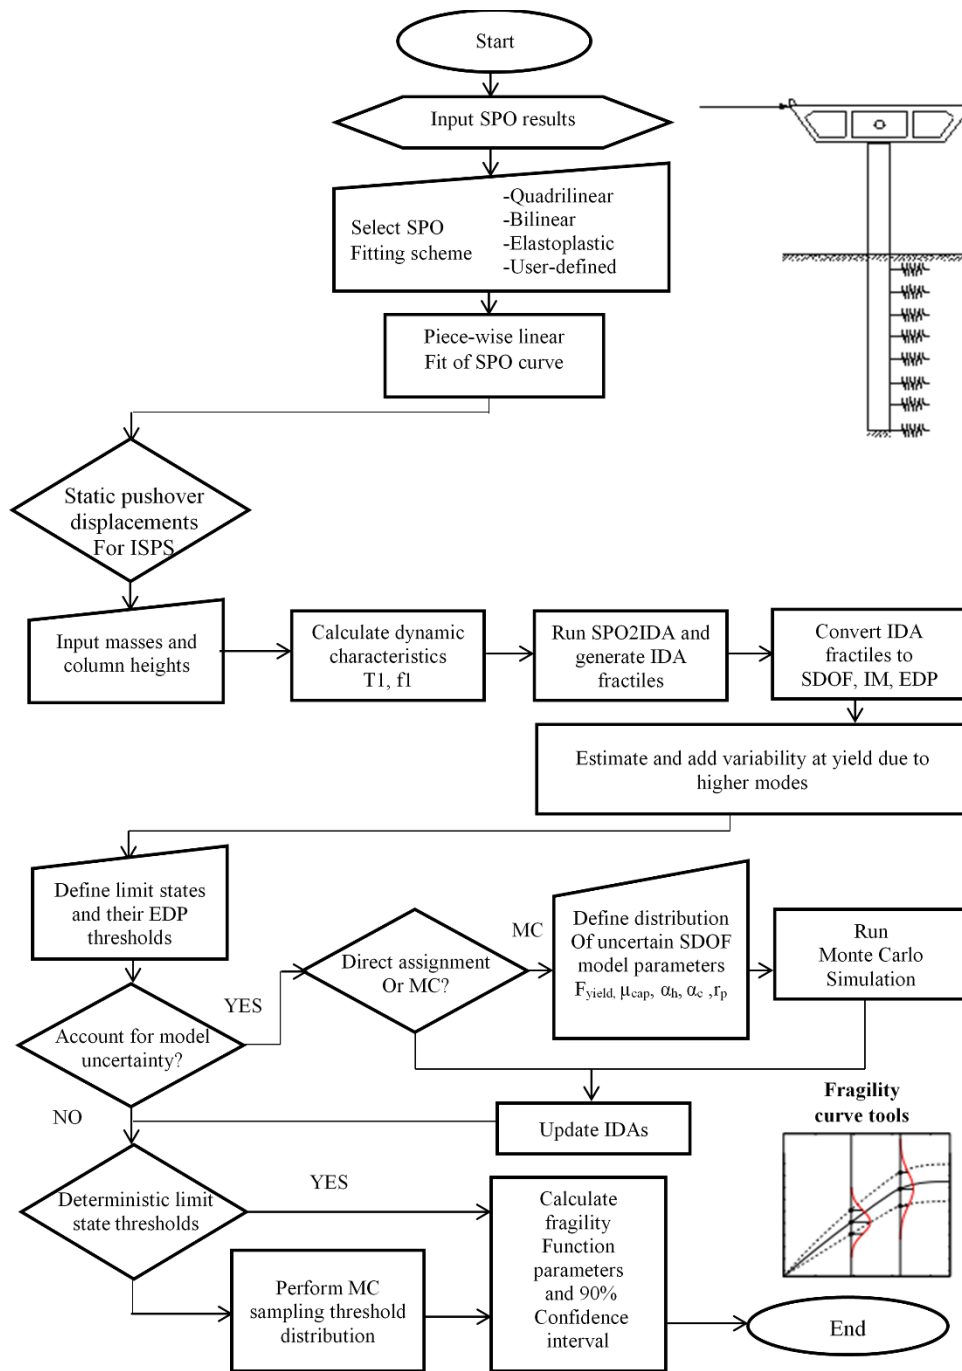 Start
Input SPO results
Select SPO
Fitting scheme
-Quadrilinear
-Bilinear
-Elastoplastic
-User-defined
Piece-wise linear
Fit of SPO curve
Static pushover
displacements
For ISPS
Input masses and
column heights
Calculate dynamic
characteristics
T1, f1
Run SPO2IDA and
generate IDA
fractiles
Convert IDA
fractiles to
SDOF, IM, EDP
Estimate and add variability at yield due to
higher modes
Define limit states
and their EDP
thresholds
Account for model
uncertainty?
YES
NO
Direct assignment
Or MC?
MC
Define distribution
Of uncertain SDOF
model parameters
Fyield, μcap, αh, αc ,rp
Run
Monte Carlo
Simulation
Update IDAs
Deterministic limit
state thresholds
YES
Perform MC
sampling threshold
distribution
Calculate
fragility
Function
parameters
and 90%
Confidence
interval
Fragility
curve tools
End